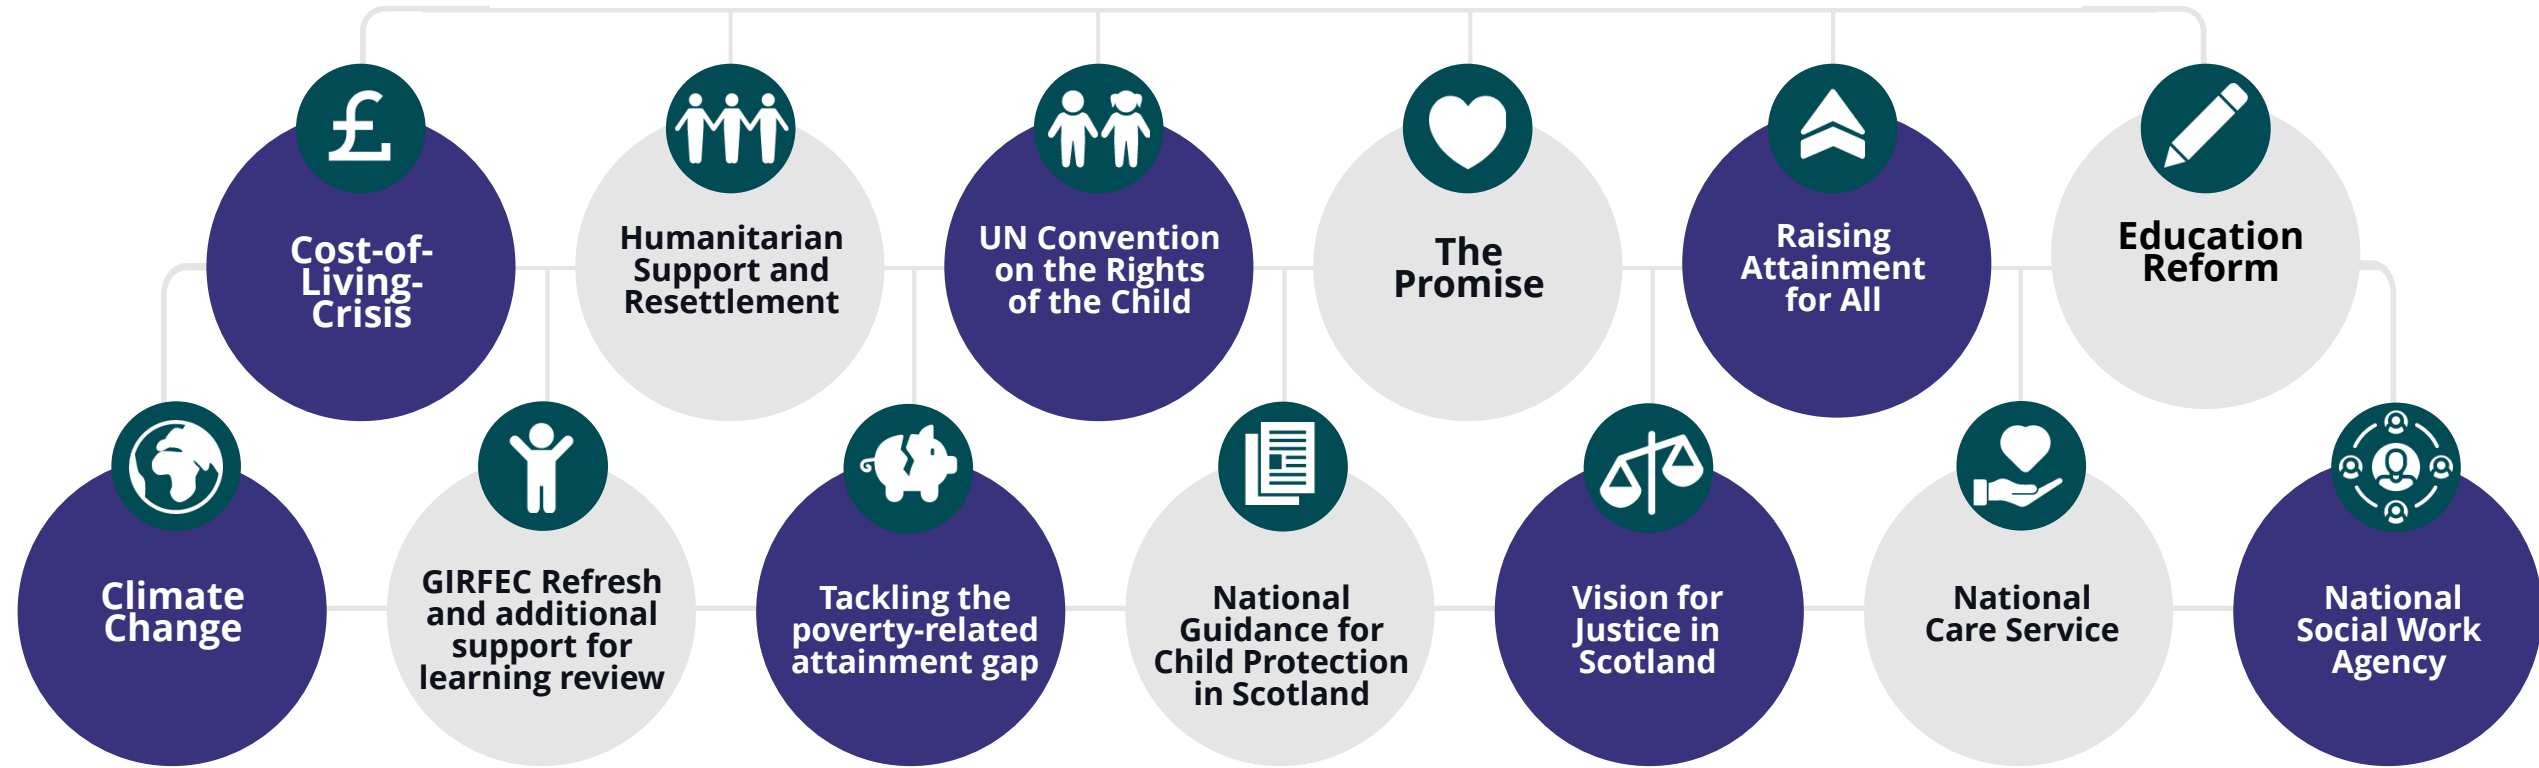 Cost-of-
Living-
Crisis
Humanitarian
Support and
Resettlement
UN Convention
on the Rights
of the Child
The
Promise
Raising
Attainment
for All
Education
Reform
Climate
Change
GIRFEC Refresh
and additional
support for
learning review
Tackling the
poverty-related
attainment gap
National
Guidance for
Child Protection
in Scotland
Vision for
Justice in
Scotland
National
Care Service
National
Social Work
Agency